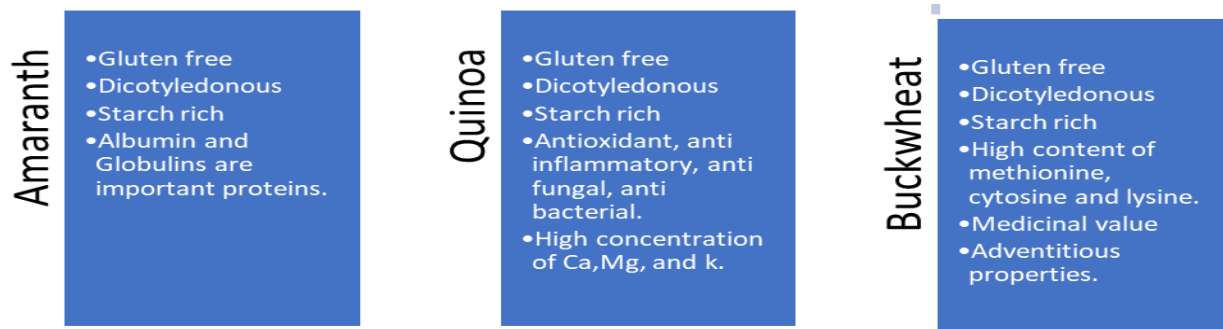 Amaranth
•Gluten free
•Dicotyledonous
•Starch rich
•Albumin and
Globulins are
important proteins.
Quinoa
•Gluten free
•Dicotyledonous
•Starch rich
•Antioxidant, anti
inflammatory, anti
fungal, anti
bacterial.
•High concentration
of Ca,Mg, and k.
Buckwheat
•Gluten free
•Dicotyledonous
•Starch rich
•High content of
methionine,
cytosine and lysine.
•Medicinal value
•Adventitious
properties.